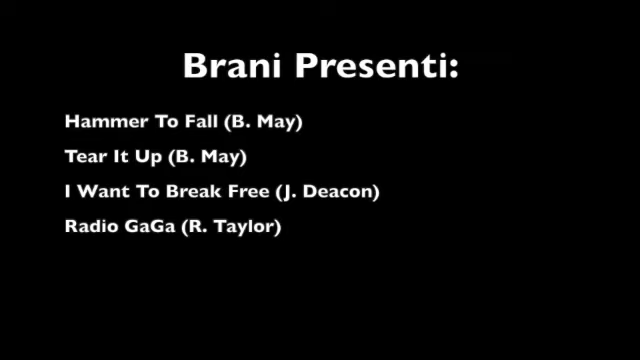 Brani Presenti:
Hammer To Fall (B. May)
Tear It Up (B. May)
I Want To Break Free (J. Deacon)
Radio GaGa (R. Taylor)